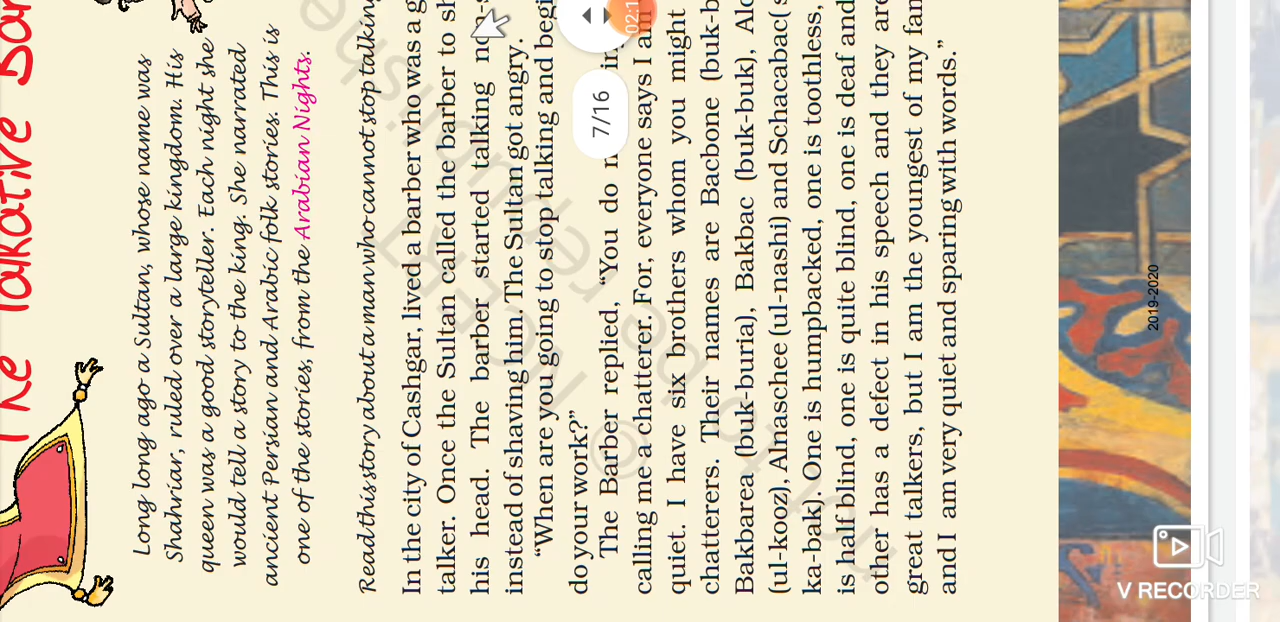 The Talkative Bar
Long long ago a Sultan, whose name was
Shahriar, ruled over a large kingdom. His
queen was a good storyteller. Each night she
would tell a story to the king. She narrated
ancient Persian and Arabic folk stories. This is
one of the stories, from the Arabian Nights.
Read this story about a man who cannot stop talking
In the city of Cashgar, lived a barber who was a g
talker. Once the Sultan called the barber to sh
his head. The barber started talking no
instead of shaving him. The Sultan got angry.
"When are you going to stop talking and begi
do your work?"
The Barber replied, "You do
calling me a chatterer. For, everyone says I am
quiet. I have six brothers whom you might
chatterers. Their names are Bacbone (buk-b
Bakbarea (buk-buria), Bakbac (buk-buk), Alc
(ul-kooz), Alnaschee (ul-nashi) and Schacabac( s
ka-bak). One is humpbacked, one is toothless,
is half blind, one is quite blind, one is deaf and
other has a defect in his speech and they are
great talkers, but I am the youngest of my fam
and I am very quiet and sparing with words."
© NCERT
not to be republishe
7/16
02:1
2019-2020
V RECORDER